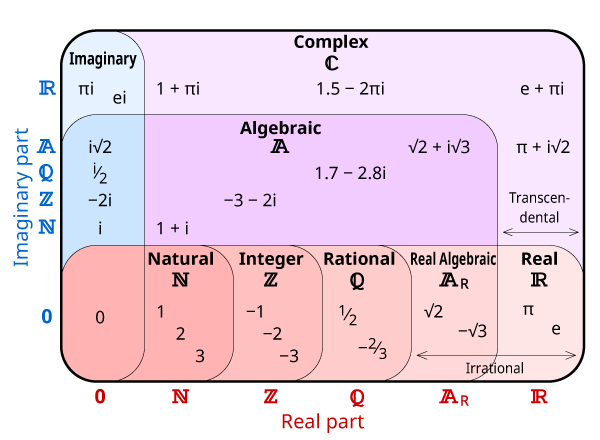 Complex
ℂ
Imaginary
ℝ πi ei 1 + πi 1.5 − 2πi e + πi
Algebraic
𝔸
𝔸 i√2 √2 + i√3 π + i√2
ℚ i⁄2 1.7 − 2.8i
ℤ −2i −3 − 2i
Transcen-
dental
ℕ i 1 + i
Imaginary part
Natural Integer Rational Real Algebraic Real
ℕ ℤ ℚ 𝔸R ℝ
0 0
1 −1 1⁄2 √2 π
2 −2 −√3 e
3 −3 −2⁄3
Irrational
0 ℕ ℤ ℚ 𝔸R ℝ
Real part